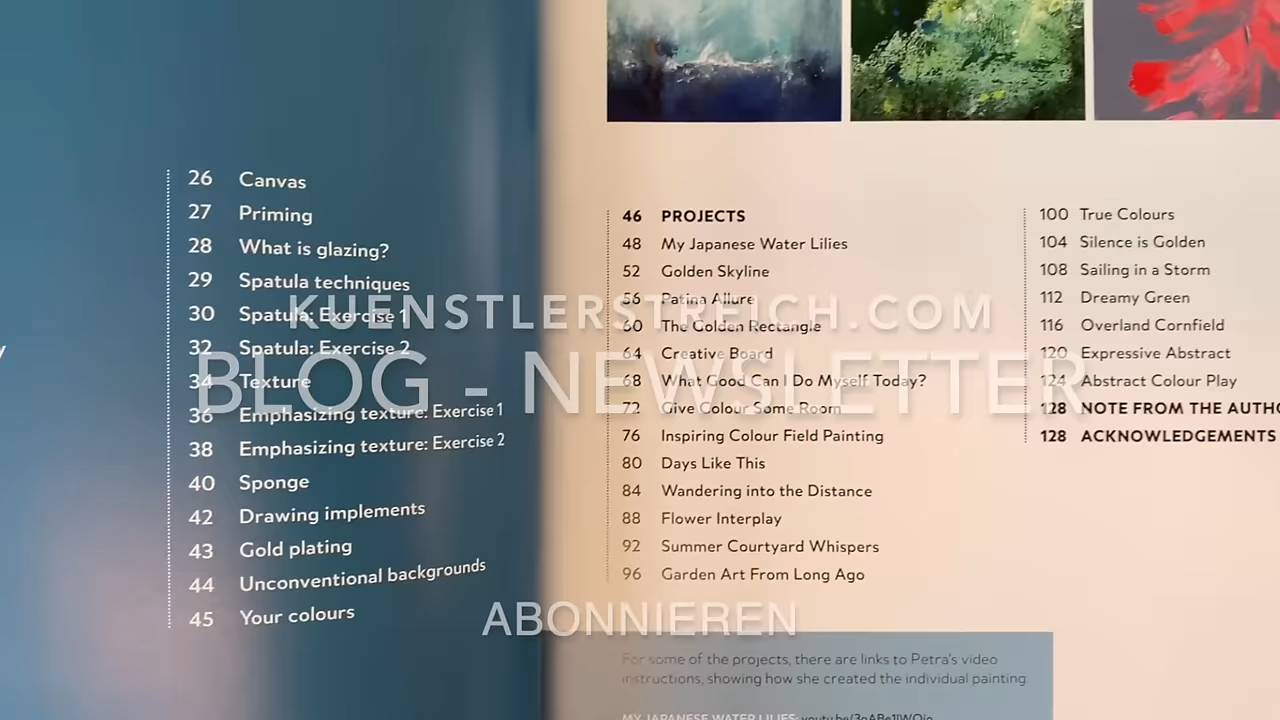 26 Canvas
27 Priming
28 What is glazing?
29 Spatula techniques
30 Spatula: Exercise 1
32 Spatula: Exercise 2
34 Texture
36 Emphasizing texture: Exercise 1
38 Emphasizing texture: Exercise 2
40 Sponge
42 Drawing implements
43 Gold plating
44 Unconventional backgrounds
45 Your colours
46 PROJECTS
48 My Japanese Water Lilies
52 Golden Skyline
56 Patina Allure
60 The Golden Rectangle
64 Creative Board
68 What Good Can I Do Myself Today?
72 Give Colour Some Room
76 Inspiring Colour Field Painting
80 Days Like This
84 Wandering into the Distance
88 Flower Interplay
92 Summer Courtyard Whispers
96 Garden Art From Long Ago
100 True Colours
104 Silence is Golden
108 Sailing in a Storm
112 Dreamy Green
116 Overland Cornfield
120 Expressive Abstract
124 Abstract Colour Play
128 NOTE FROM THE
128 ACKNOWLEDGEMENTS
KUENSTLERSTREICH.COM
BLOG - NEWSLETTER
ABONNIEREN
For some of the projects, there are links to Petra's video
instructions, showing how she created the individual painting:
MY JAPANESE WATER LILIES: